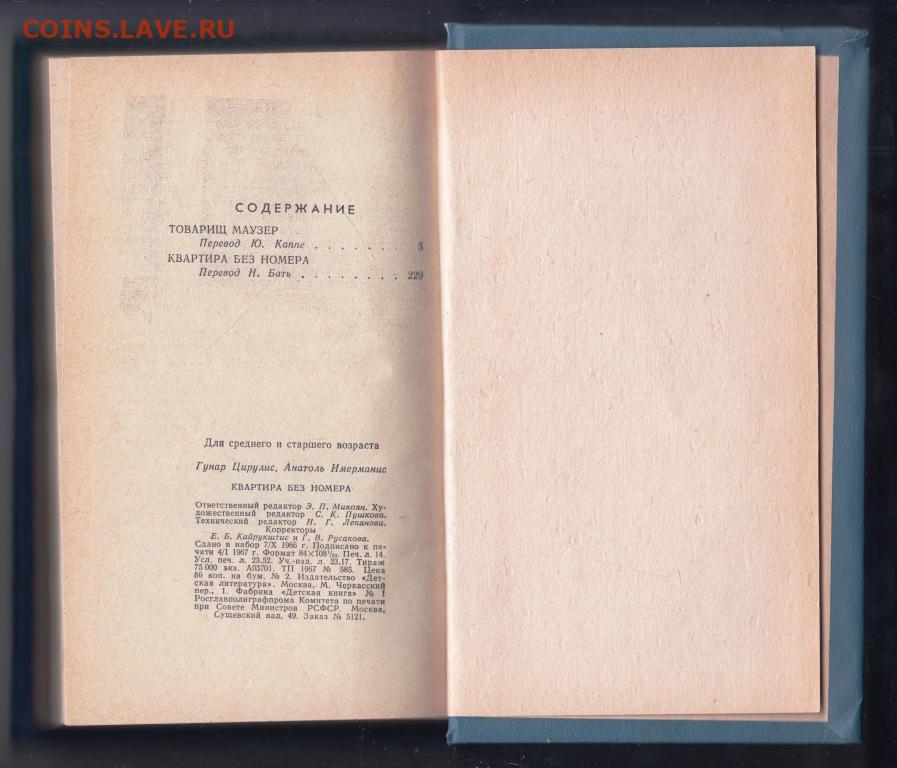 COINS.LAVE.RU
СОДЕРЖАНИЕ
ТОВАРИЩ МАУЗЕР
Перевод Ю. Каппе . . . . . . . . 5
КВАРТИРА БЕЗ НОМЕРА
Перевод Н. Бать . . . . . . . . . 229
Для среднего и старшего возраста
Гунар Цирулис, Анатоль Имерманис
КВАРТИРА БЕЗ НОМЕРА
Ответственный редактор Э. П. Микоян. Ху-
дожественный редактор С. К. Пушкова.
Технический редактор Н. Г. Леканова.
Корректоры
Е. Б. Кайрукштис и Г. В. Русакова.
Сдано в набор 7/X 1966 г. Подписано к пе-
чати 4/I 1967 г. Формат 84×108¹/₃₂. Печ. л. 14.
Усл. печ. л. 23.52. Уч.-изд. л. 23.17. Тираж
75 000 экз. А03701. ТП 1967 № 585. Цена
86 коп. на бум. № 2. Издательство «Дет-
ская литература». Москва, М. Черкасский
пер., 1. Фабрика «Детская книга» № 1
Росглавполиграфпрома Комитета по печати
при Совете Министров РСФСР. Москва,
Сущевский вал, 49. Заказ № 5121.